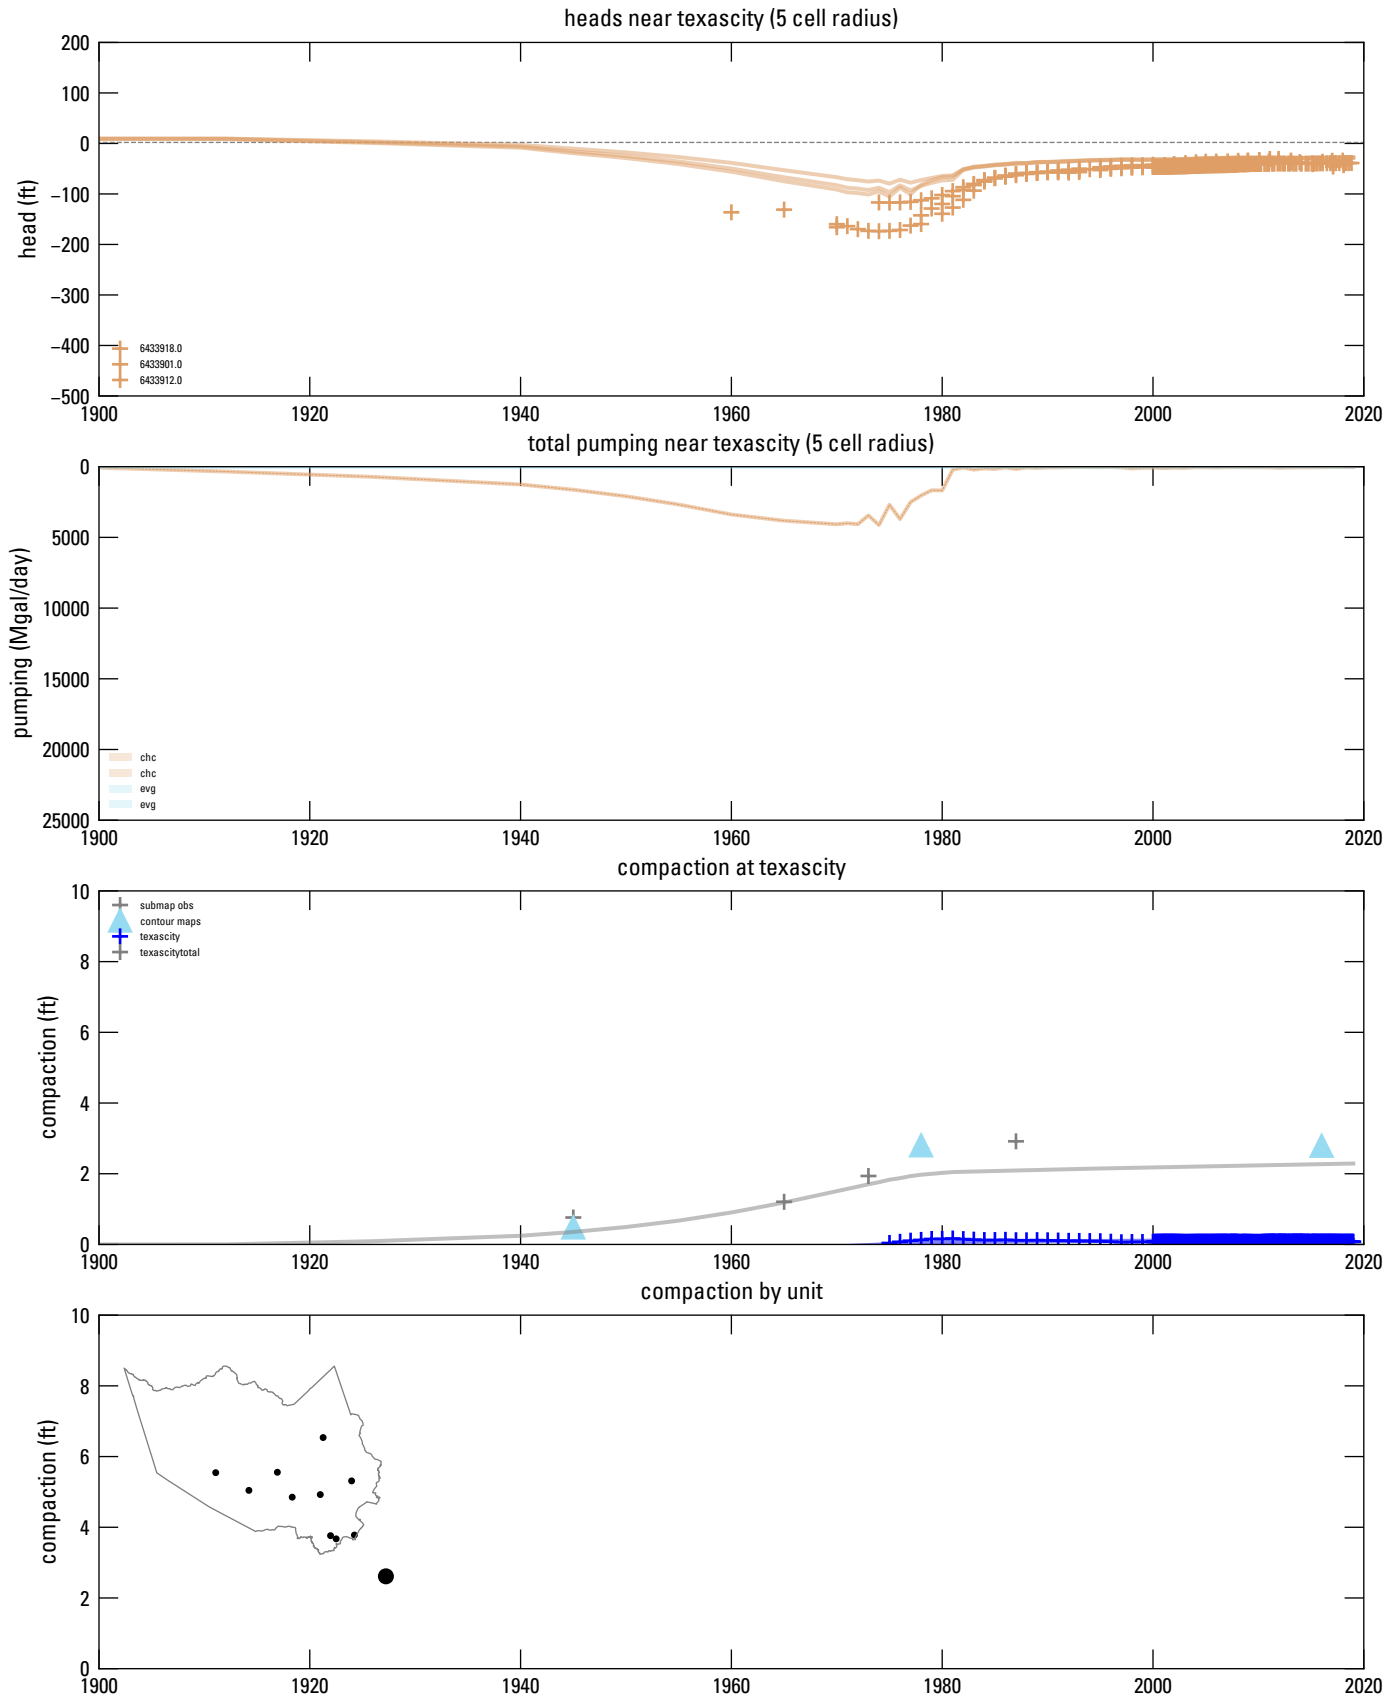 heads near texascity (5 cell radius)
head (ft)
200
100
0
−100
−200
−300
−400
−500
6433918.0
6433901.0
6433912.0
1900 1920 1940 1960 1980 2000 2020
total pumping near texascity (5 cell radius)
pumping (Mgal/day)
0
5000
10000
15000
20000
25000
chc
chc
evg
evg
1900 1920 1940 1960 1980 2000 2020
compaction at texascity
compaction (ft)
10
8
6
4
2
0
submap obs
contour maps
texascity
texascitytotal
1900 1920 1940 1960 1980 2000 2020
compaction by unit
compaction (ft)
10
8
6
4
2
0
1900 1920 1940 1960 1980 2000 2020